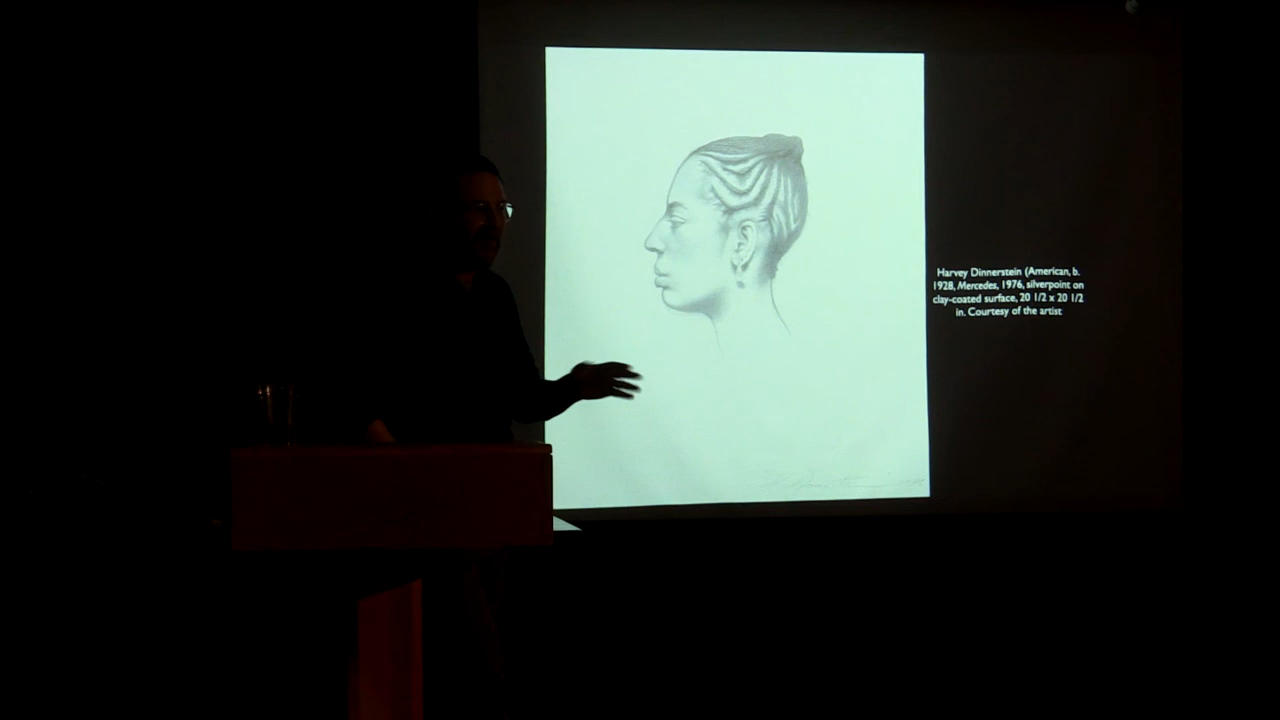 Harvey Dinnerstein (American, b.
1928, Mercedes, 1976, silverpoint on
clay-coated surface, 20 1/2 x 20 1/2
in. Courtesy of the artist